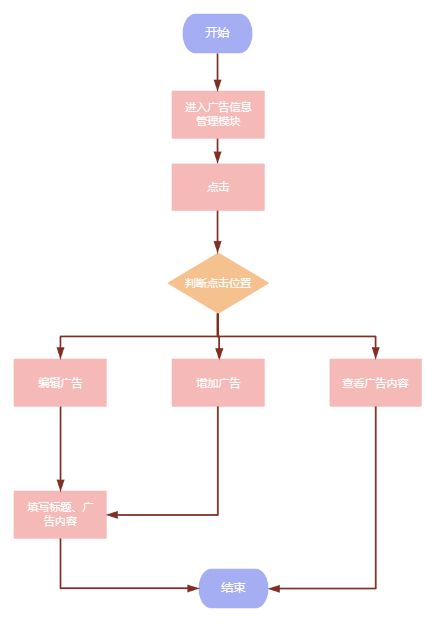 开始
进入广告信息
管理模块
点击
判断点击位置
编辑广告
增加广告
查看广告内容
填写标题、广
告内容
结束